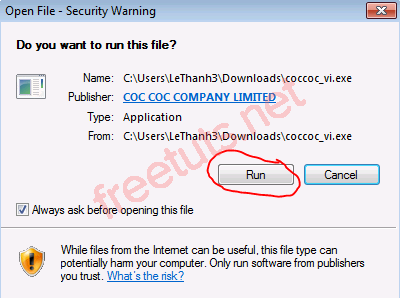 Open File - Security Warning
Do you want to run this file?
Name: C:\Users\LeThanh3\Downloads\coccoc_vi.exe
Publisher: COC COC COMPANY LIMITED
Type: Application
From: C:\Users\LeThanh3\Downloads\coccoc_vi.exe
freetuts.net
Run Cancel
Always ask before opening this file
While files from the Internet can be useful, this file type can
potentially harm your computer. Only run software from publishers
you trust. What's the risk?